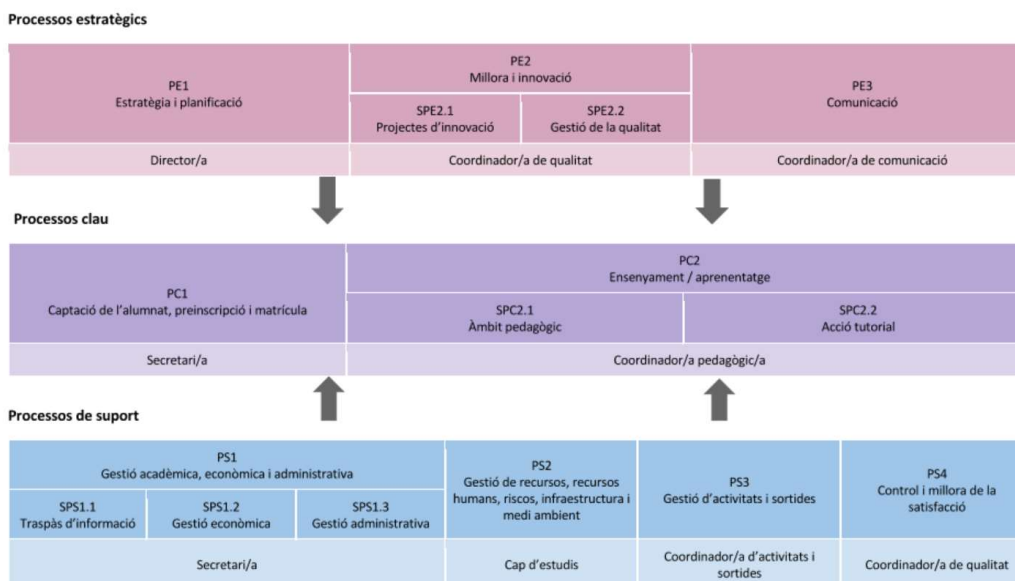 Processos estratègics
PE1
Estratègia i planificació
PE2
Millora i innovació
SPE2.1
Projectes d'innovació
SPE2.2
Gestió de la qualitat
PE3
Comunicació
Director/a
Coordinador/a de qualitat
Coordinador/a de comunicació
Processos clau
PC1
Captació de l'alumnat, preinscripció i matrícula
PC2
Ensenyament / aprenentatge
SPC2.1
Àmbit pedagògic
SPC2.2
Acció tutorial
Secretari/a
Coordinador/a pedagògic/a
Processos de suport
PS1
Gestió acadèmica, econòmica i administrativa
SPS1.1
Traspàs d'informació
SPS1.2
Gestió econòmica
SPS1.3
Gestió administrativa
PS2
Gestió de recursos, recursos
humans, riscos, infraestructura i
medi ambient
PS3
Gestió d'activitats i sortides
PS4
Control i millora de la
satisfacció
Secretari/a
Cap d'estudis
Coordinador/a d'activitats i
sortides
Coordinador/a de qualitat